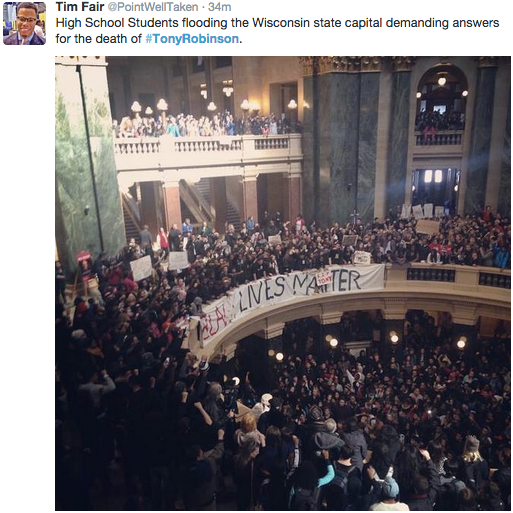 Tim Fair @PointWellTaken · 34m
High School Students flooding the Wisconsin state capital demanding answers
for the death of #TonyRobinson.
BLACK LIVES MATTER